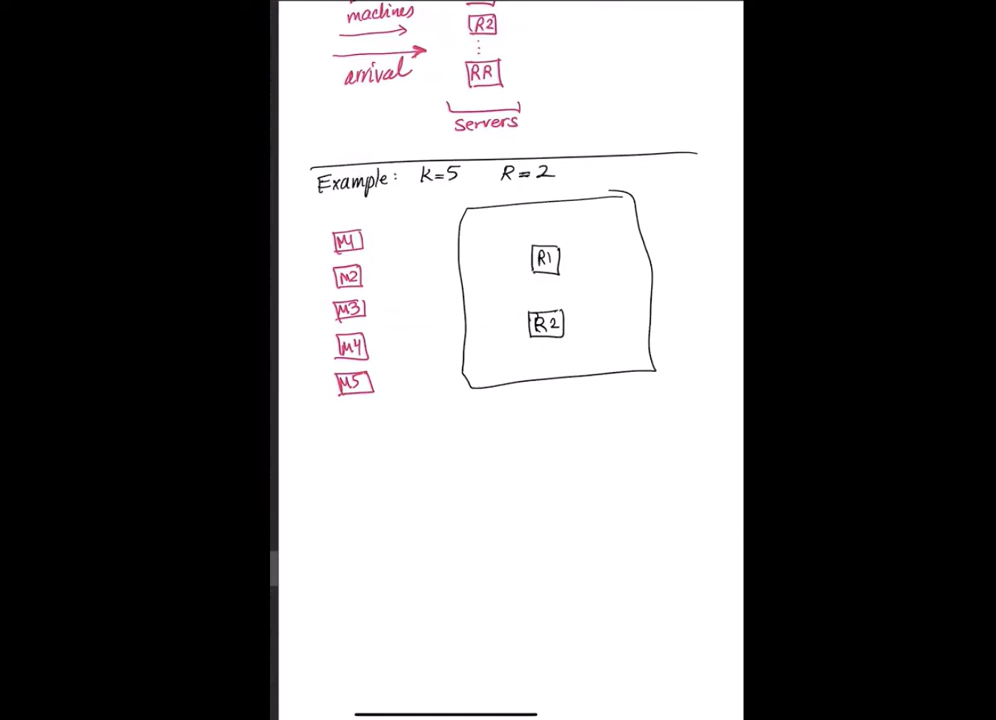 machines
R2
arrival
RR
servers
Example: K=5 R=2
M1
M2
M3
M4
M5
R1
R2